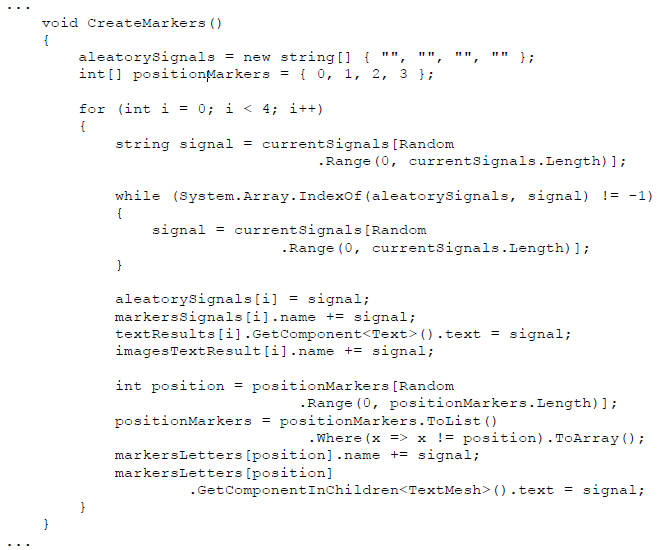 ...
void CreateMarkers()
{
aleatorySignals = new string[] { "", "", "", "" };
int[] positionMarkers = { 0, 1, 2, 3 };
for (int i = 0; i < 4; i++)
{
string signal = currentSignals[Random
.Range(0, currentSignals.Length)];
while (System.Array.IndexOf(aleatorySignals, signal) != -1)
{
signal = currentSignals[Random
.Range(0, currentSignals.Length)];
}
aleatorySignals[i] = signal;
markersSignals[i].name += signal;
textResults[i].GetComponent<Text>().text = signal;
imagesTextResult[i].name += signal;
int position = positionMarkers[Random
.Range(0, positionMarkers.Length)];
positionMarkers = positionMarkers.ToList()
.Where(x => x != position).ToArray();
markersLetters[position].name += signal;
markersLetters[position]
.GetComponentInChildren<TextMesh>().text = signal;
}
}
...